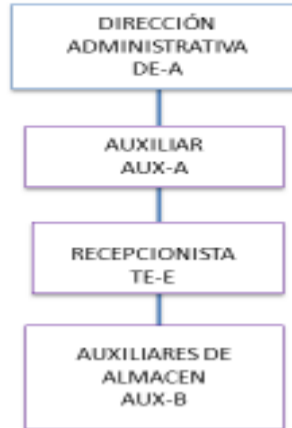 DIRECCIÓN
ADMINISTRATIVA
DE-A
AUXILIAR
AUX-A
RECEPCIONISTA
TE-E
AUXILIARES DE
ALMACEN
AUX-B